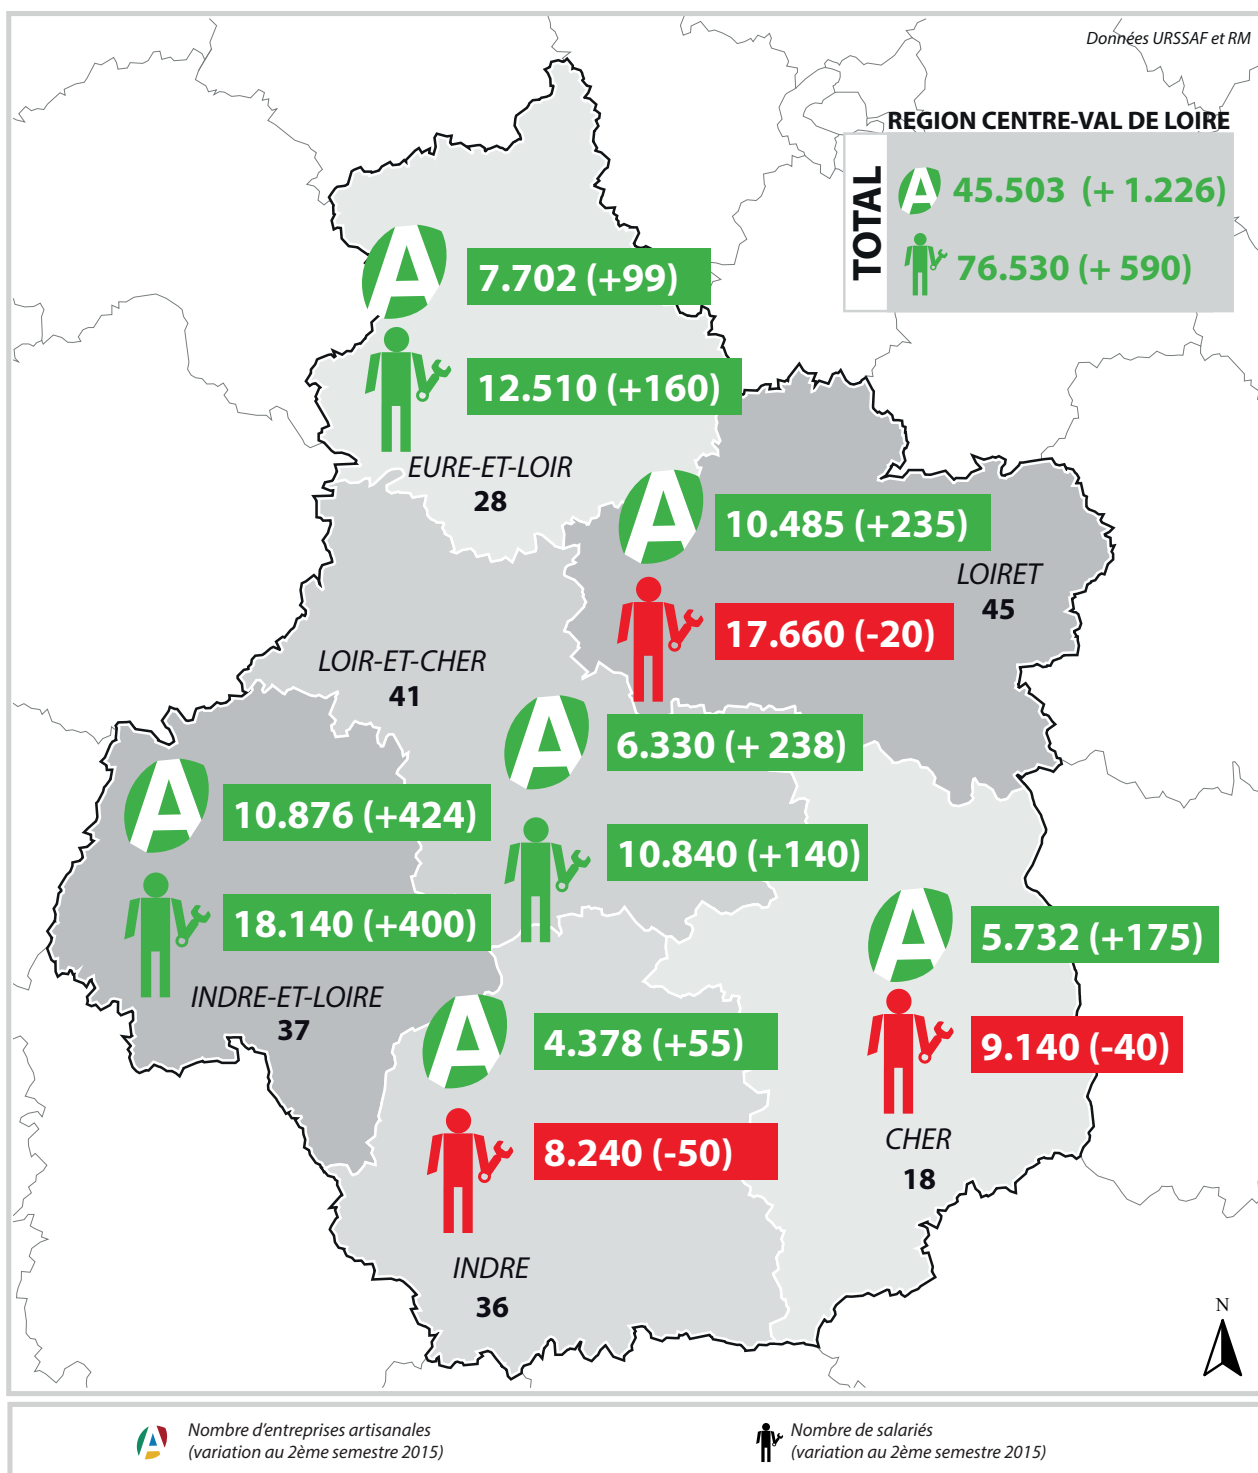 Données URSSAF et RM
REGION CENTRE-VAL DE LOIRE
TOTAL
A 45.503 (+ 1.226)
76.530 (+ 590)
A 7.702 (+99)
12.510 (+160)
EURE-ET-LOIR
28
A 10.485 (+235)
LOIRET
45
17.660 (-20)
LOIR-ET-CHER
41
A 6.330 (+ 238)
10.840 (+140)
A 10.876 (+424)
18.140 (+400)
INDRE-ET-LOIRE
37
A 5.732 (+175)
9.140 (-40)
CHER
18
A 4.378 (+55)
8.240 (-50)
INDRE
36
N
A Nombre d'entreprises artisanales
(variation au 2ème semestre 2015)
Nombre de salariés
(variation au 2ème semestre 2015)